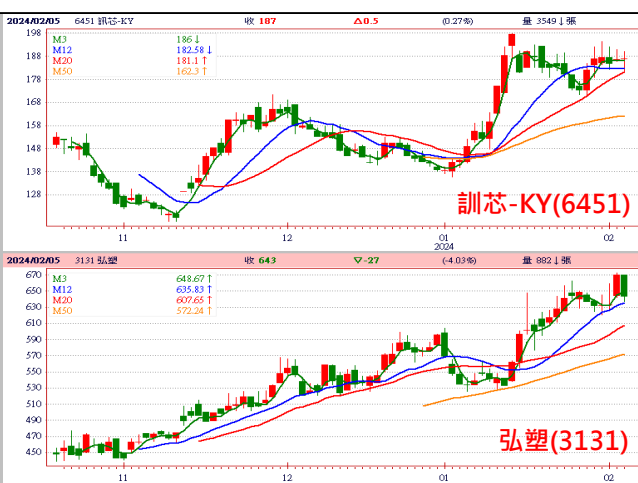 2024/02/05 6451 訊芯-KY 收 187 △0.5 (0.27%) 量 3549↓張
M3 186↓
M12 182.58↓
M20 181.1↑
M50 162.3↑
198
188
178
168
158
148
138
128
訓芯-KY(6451)
11 12 01 02
2024
2024/02/05 3131 弘塑 收 643 ▽-27 (-4.03%) 量 882↓張
M3 648.67↑
M12 635.83↑
M20 607.65↑
M50 572.24↑
670
650
630
610
590
570
550
530
510
490
470
450
弘塑(3131)
11 12 01 02